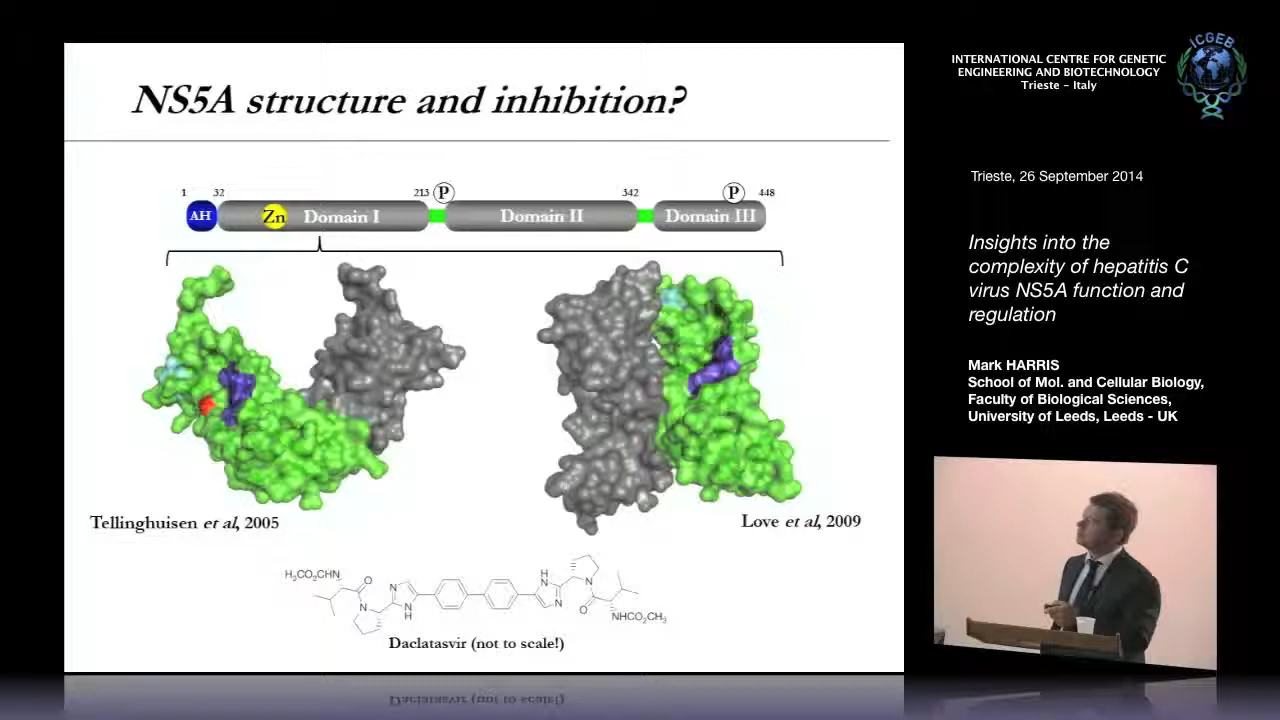 NS5A structure and inhibition?
1 32 213 P 342 P 448
AH Zn Domain I Domain II Domain III
Tellinghuisen et al, 2005
Love et al, 2009
H₃CO₂CHN
O
N
N
N
H
H
N
N
N
O
NHCO₂CH₃
Daclatasvir (not to scale!)
ICGEB
INTERNATIONAL CENTRE FOR GENETIC
ENGINEERING AND BIOTECHNOLOGY
Trieste – Italy
Trieste, 26 September 2014
Insights into the
complexity of hepatitis C
virus NS5A function and
regulation
Mark HARRIS
School of Mol. and Cellular Biology,
Faculty of Biological Sciences,
University of Leeds, Leeds - UK